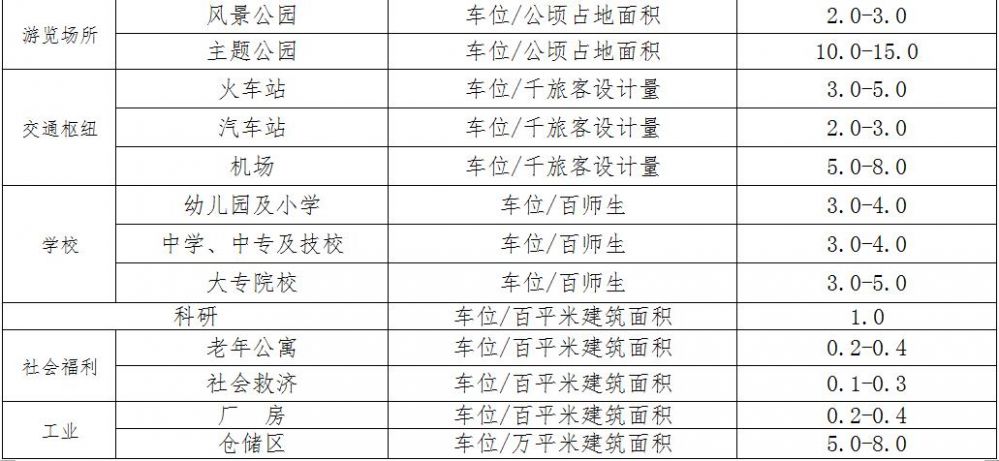 游览场所 风景公园 车位/公顷占地面积 2.0-3.0
主题公园 车位/公顷占地面积 10.0-15.0
交通枢纽 火车站 车位/千旅客设计量 3.0-5.0
汽车站 车位/千旅客设计量 2.0-3.0
机场 车位/千旅客设计量 5.0-8.0
学校 幼儿园及小学 车位/百师生 3.0-4.0
中学、中专及技校 车位/百师生 3.0-4.0
大专院校 车位/百师生 3.0-5.0
科研 车位/百平米建筑面积 1.0
社会福利 老年公寓 车位/百平米建筑面积 0.2-0.4
社会救济 车位/百平米建筑面积 0.1-0.3
工业 厂 房 车位/百平米建筑面积 0.2-0.4
仓储区 车位/万平米建筑面积 5.0-8.0